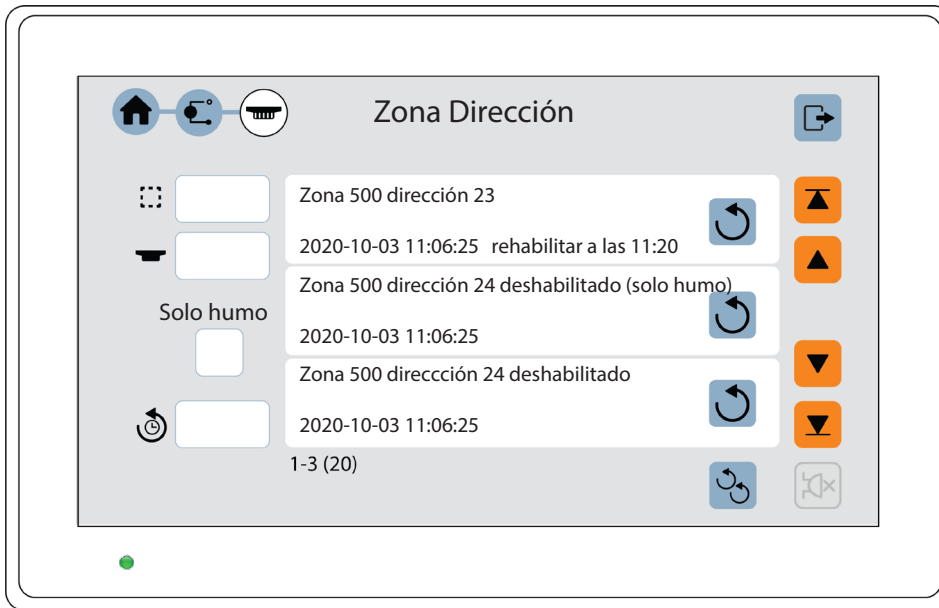 Zona Dirección
Zona 500 dirección 23
2020-10-03 11:06:25 rehabilitar a las 11:20
Zona 500 dirección 24 deshabilitado (solo humo)
Solo humo
2020-10-03 11:06:25
Zona 500 direccción 24 deshabilitado
2020-10-03 11:06:25
1-3 (20)